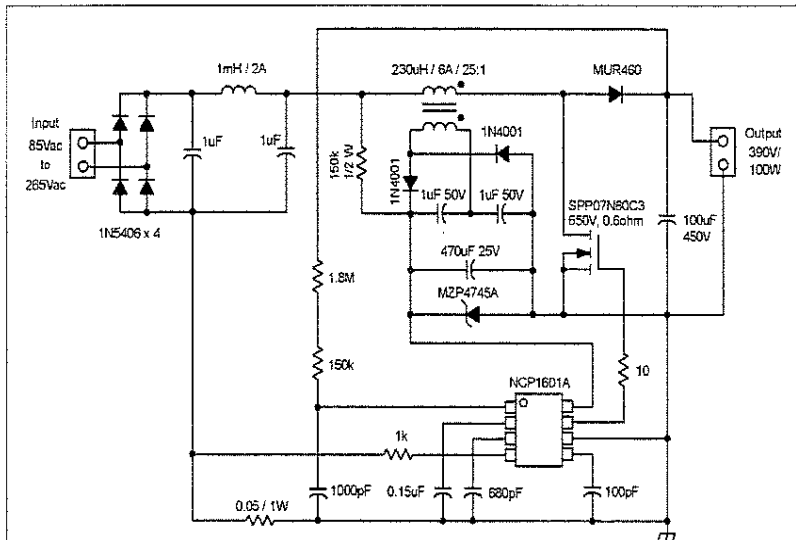 1mH / 2A
230uH / 6A / 25:1
MUR460
Input
85Vac
to
265Vac
1uF
1uF
150k
1/2 W
1N4001
1N4001
1uF 50V
1uF 50V
Output
390V/
100W
SPP07N60C3
650V, 0.6ohm
100uF
450V
1N5406 x 4
470uF 25V
MZP4745A
1.8M
150k
10
NCP1601A
1k
1000pF
0.15uF
680pF
100pF
0.05 / 1W